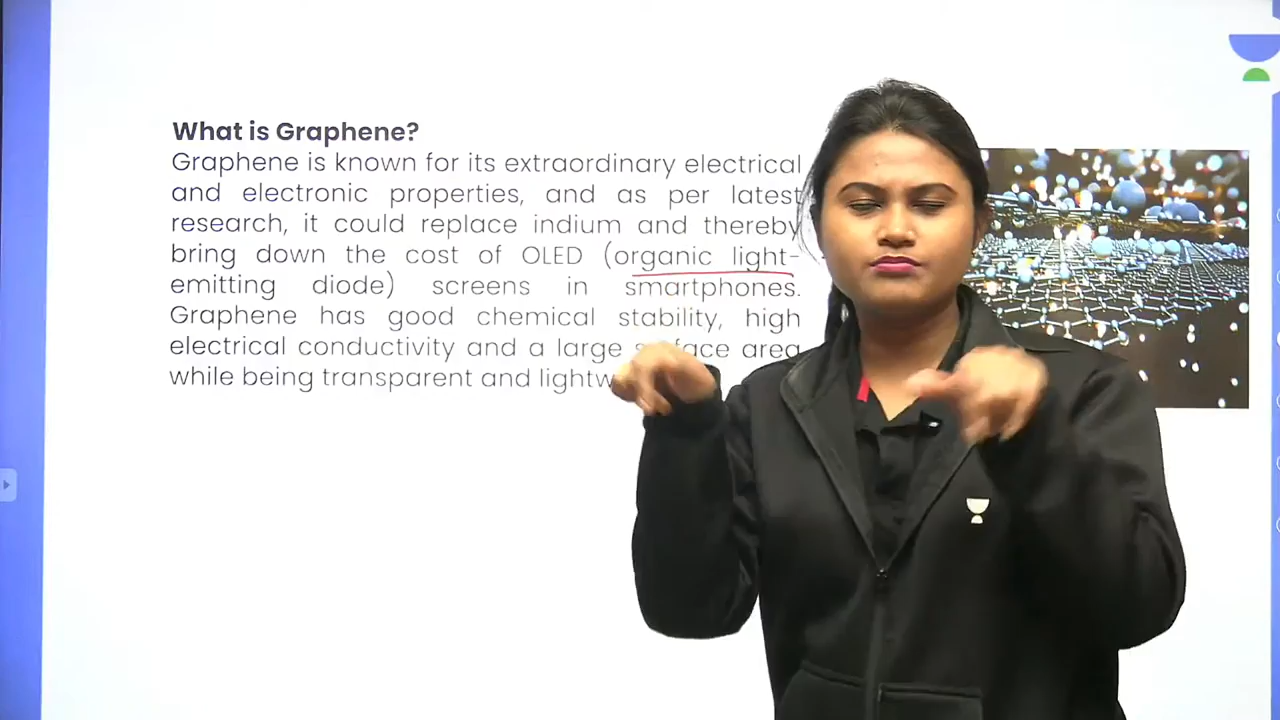 What is Graphene?
Graphene is known for its extraordinary electrical
and electronic properties, and as per latest
research, it could replace indium and thereby
bring down the cost of OLED (organic light-
emitting diode) screens in smartphones.
Graphene has good chemical stability, high
electrical conductivity and a large surface area
while being transparent and